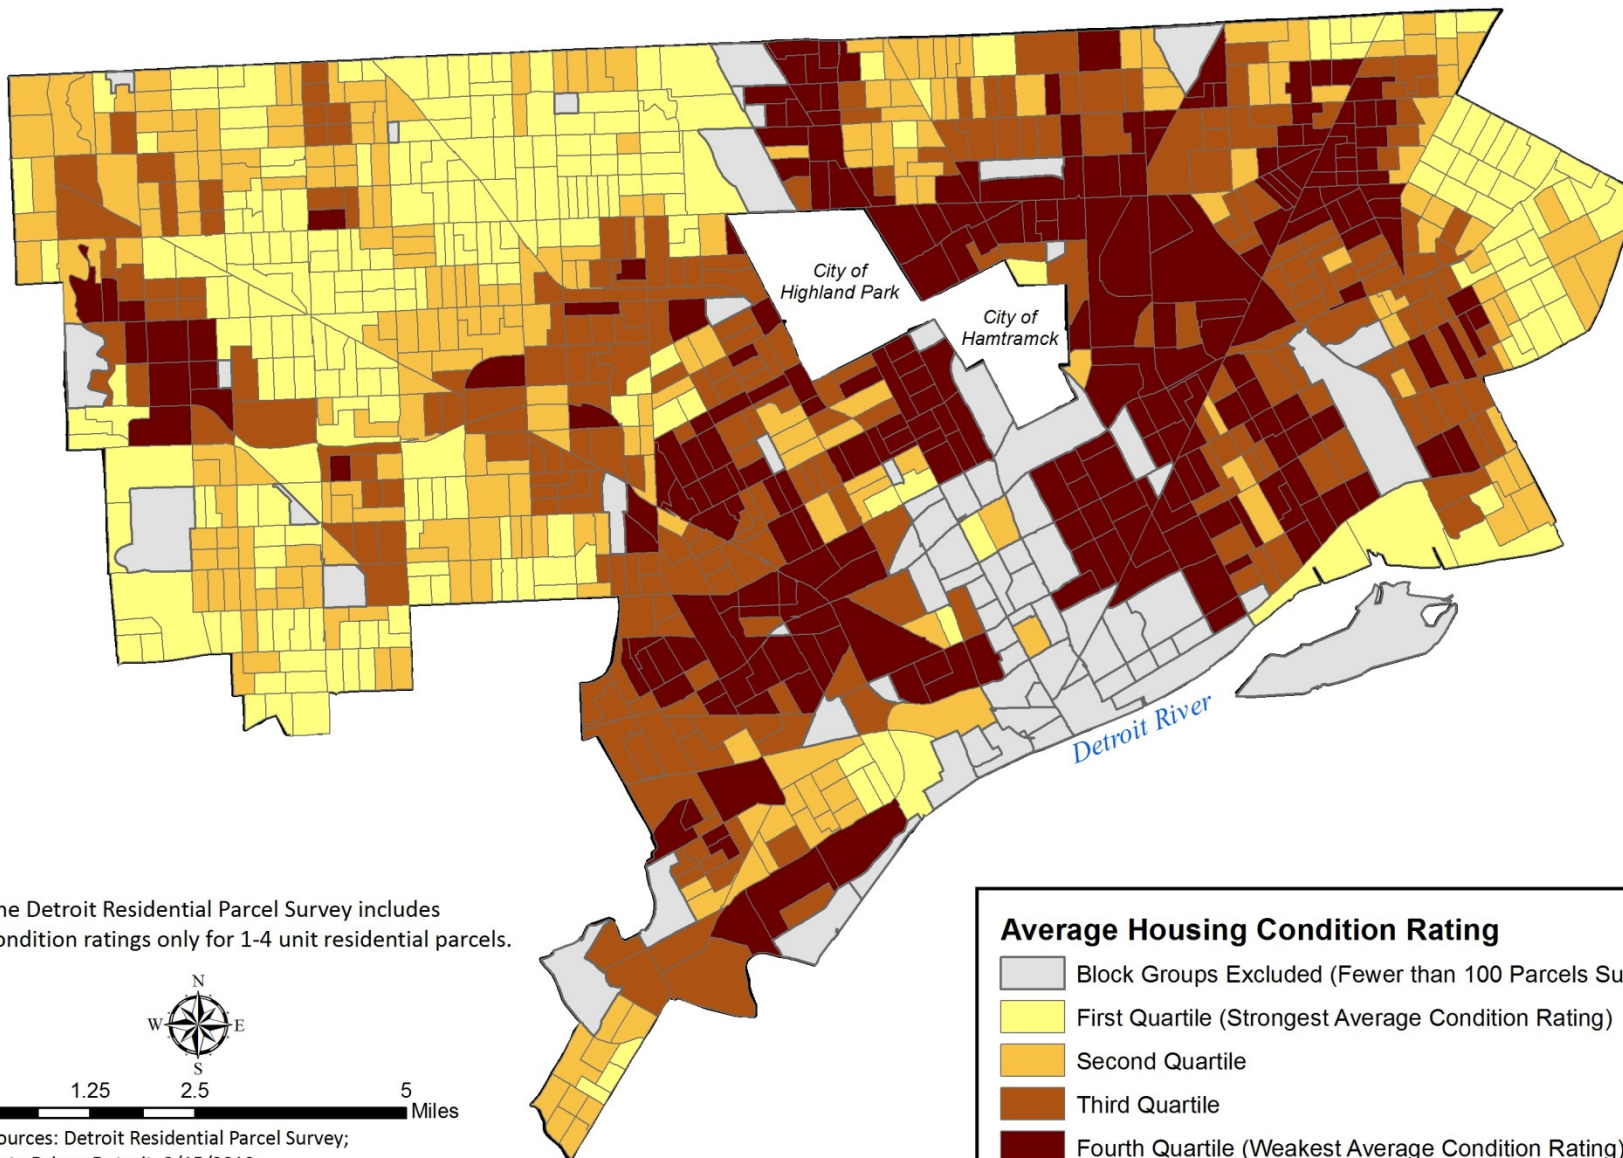 City of
Highland Park
City of
Hamtramck
Detroit River
ne Detroit Residential Parcel Survey includes
ondition ratings only for 1-4 unit residential parcels.
N
W E
S
1.25 2.5 5
Miles
ources: Detroit Residential Parcel Survey;
Average Housing Condition Rating
Block Groups Excluded (Fewer than 100 Parcels Su
First Quartile (Strongest Average Condition Rating)
Second Quartile
Third Quartile
Fourth Quartile (Weakest Average Condition Rating)